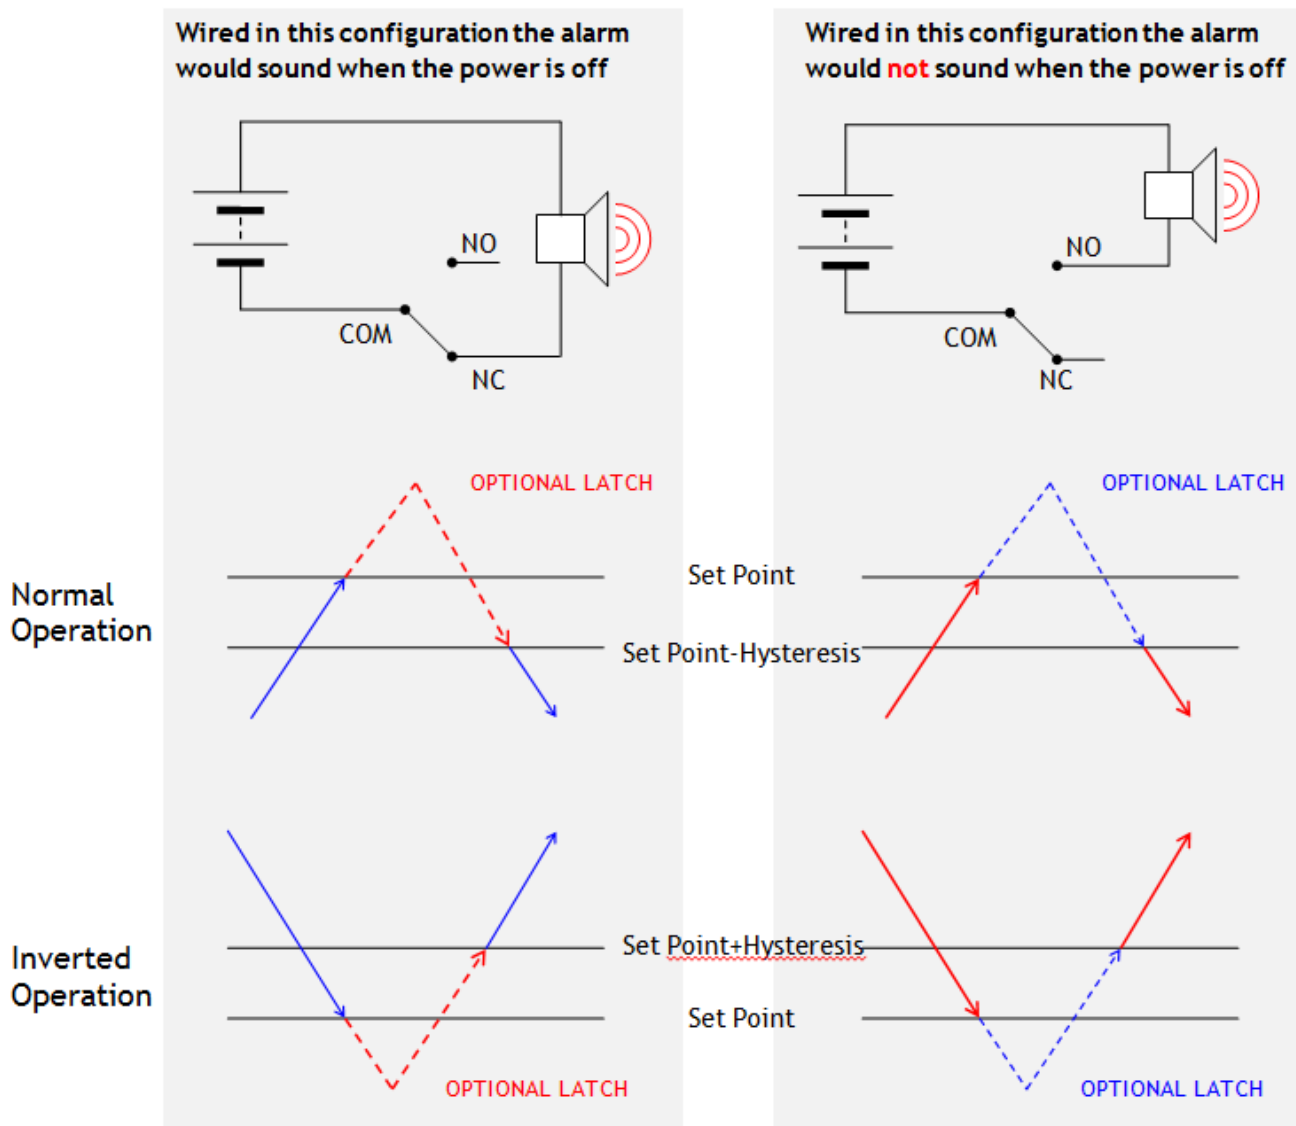 Wired in this configuration the alarm
would sound when the power is off
Wired in this configuration the alarm
would not sound when the power is off
NO
COM
NC
NO
COM
NC
OPTIONAL LATCH
OPTIONAL LATCH
Normal
Operation
Set Point
Set Point-Hysteresis
Inverted
Operation
Set Point+Hysteresis
Set Point
OPTIONAL LATCH
OPTIONAL LATCH